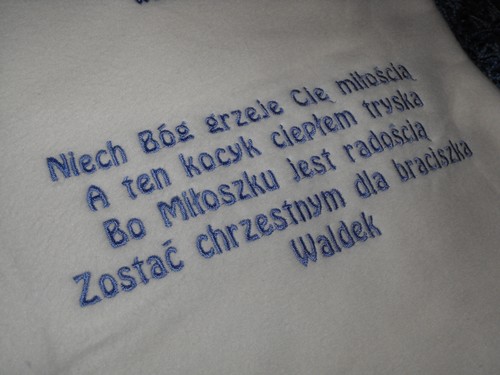 Niech Bóg grzeje Cię miłością
A ten kocyk ciepłem tryska
Bo Miłoszku jest radością
Zostać chrzestnym dla braciszka
Waldek